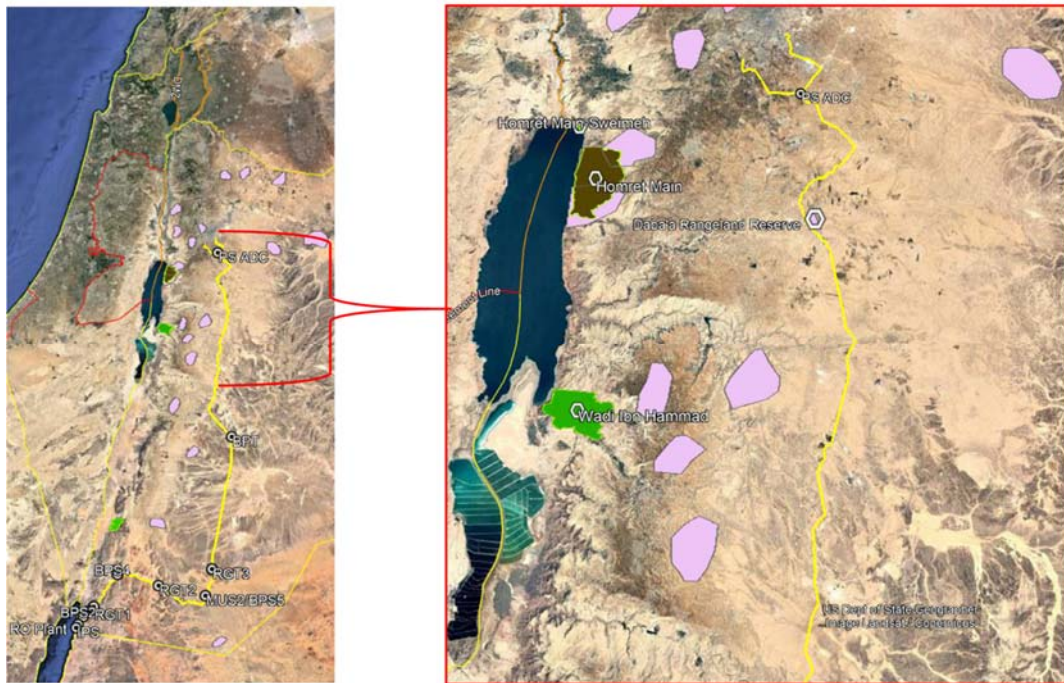 PS ADC
BPT
BPS4
RGT2
RGT3
MUS2/BPS5
BPS2
RGT1
RO Plant
IPS
PS ADC
Homret Main/Sweimeh
Homret Main
Daba'a Rangeland Reserve
Line
Wadi Ibn Hammad
US Dept of State Geographer
Image Landsat / Copernicus